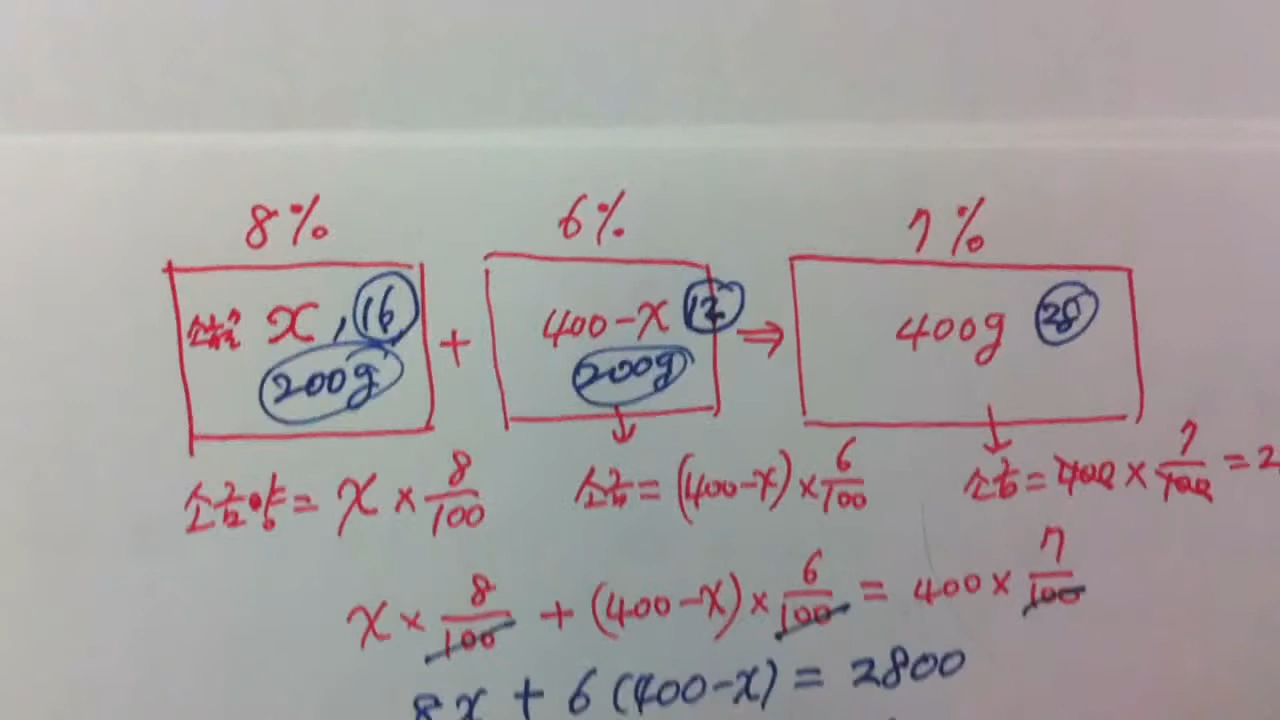 8% 6% 7%
소금물 x, 16 + 400-x 12 ⇒ 400g 28
200g 200g
소금양 = x × 8/100 소금 = (400-x) × 6/100 소금 = 400 × 7/100 = 2
x × 8/100 + (400-x) × 6/100 = 400 × 7/100
8x + 6(400-x) = 2800